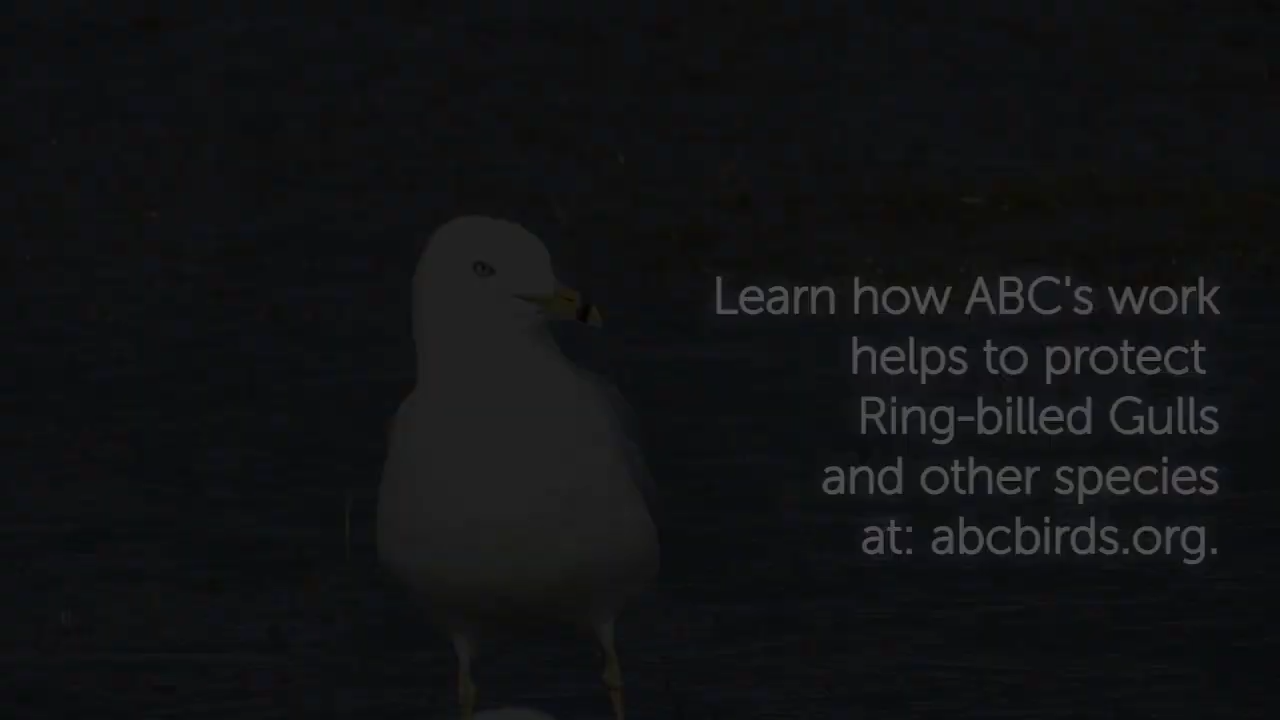 Learn how ABC's work
helps to protect
Ring-billed Gulls
and other species
at: abcbirds.org.